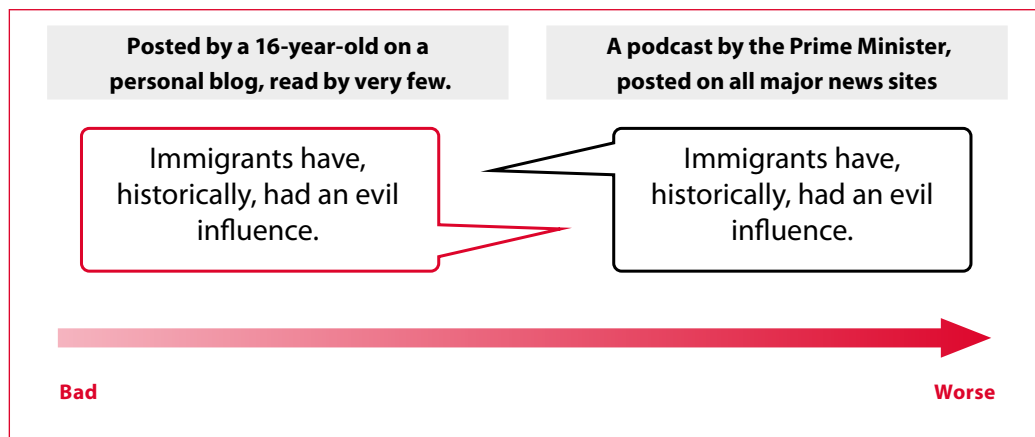 Posted by a 16-year-old on a
personal blog, read by very few.
A podcast by the Prime Minister,
posted on all major news sites
Immigrants have,
historically, had an evil
influence.
Immigrants have,
historically, had an evil
influence.
Bad
Worse